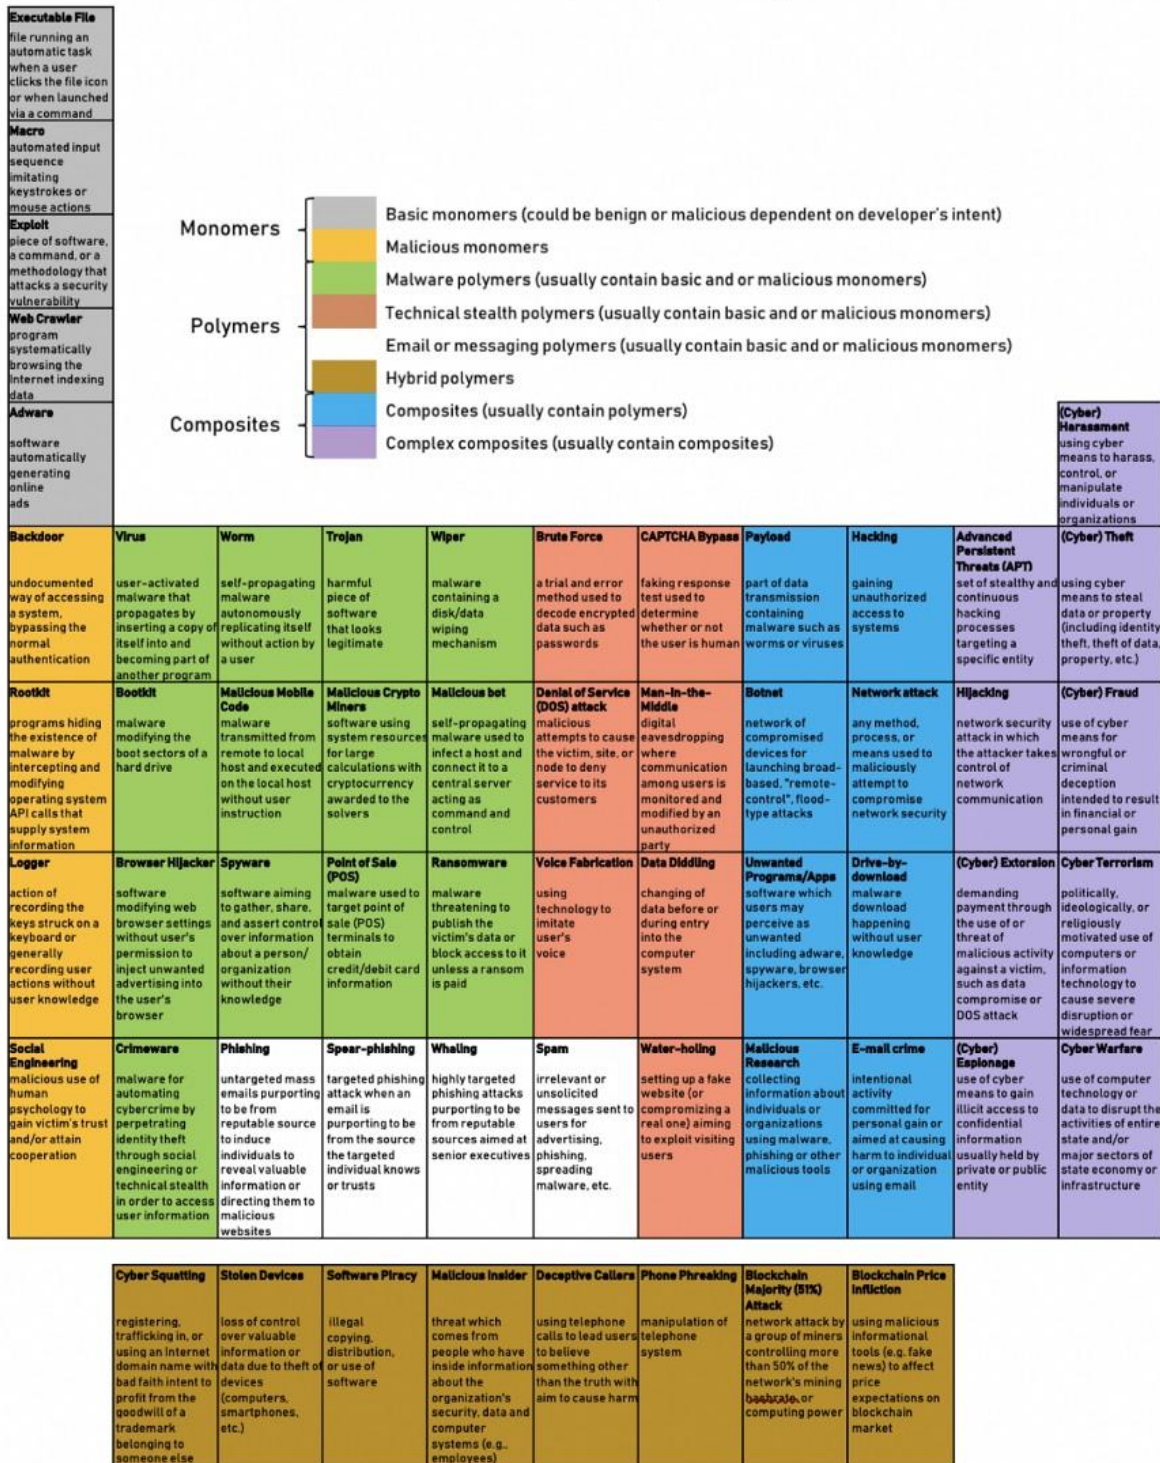 Executable File
file running an
automatic task
when a user
clicks the file icon
or when launched
via a command
Macro
automated input
sequence
imitating
keystrokes or
mouse actions
Exploit
piece of software,
a command, or a
methodology that
attacks a security
vulnerability
Web Crawler
program
systematically
browsing the
Internet indexing
data
Adware
software
automatically
generating
online
ads
Monomers
Basic monomers (could be benign or malicious dependent on developer's intent)
Malicious monomers
Polymers
Malware polymers (usually contain basic and or malicious monomers)
Technical stealth polymers (usually contain basic and or malicious monomers)
Email or messaging polymers (usually contain basic and or malicious monomers)
Hybrid polymers
Composites
Composites (usually contain polymers)
Complex composites (usually contain composites)
(Cyber)
Harassment
using cyber
means to harass,
control, or
manipulate
individuals or
organizations
Backdoor
undocumented
way of accessing
a system,
bypassing the
normal
authentication
Virus
user-activated
malware that
propagates by
inserting a copy of
itself into and
becoming part of
another program
Worm
self-propagating
malware
autonomously
replicating itself
without action by
a user
Trojan
harmful
piece of
software
that looks
legitimate
Wiper
malware
containing a
disk/data
wiping
mechanism
Brute Force
a trial and error
method used to
decode encrypted
data such as
passwords
CAPTCHA Bypass
faking response
test used to
determine
whether or not
the user is human
Payload
part of data
transmission
containing
malware such as
worms or viruses
Hacking
gaining
unauthorized
access to
systems
Advanced
Persistent
Threats (APT)
set of stealthy and
continuous
hacking
processes
targeting a
specific entity
(Cyber) Theft
using cyber
means to steal
data or property
(including identity
theft, theft of data,
property, etc.)
Rootkit
programs hiding
the existence of
malware by
intercepting and
modifying
operating system
API calls that
supply system
information
Bootkit
malware
modifying the
boot sectors of a
hard drive
Malicious Mobile
Code
malware
transmitted from
remote to local
host and executed
on the local host
without user
instruction
Malicious Crypto
Miners
software using
system resources
for large
calculations with
cryptocurrency
awarded to the
solvers
Malicious bot
self-propagating
malware used to
infect a host and
connect it to a
central server
acting as
command and
control
Denial of Service
(DOS) attack
malicious
attempts to cause
the victim, site, or
node to deny
service to its
customers
Man-in-the-
Middle
digital
eavesdropping
where
communication
among users is
monitored and
modified by an
unauthorized
party
Botnet
network of
compromised
devices for
launching broad-
based, "remote-
control", flood-
type attacks
Network attack
any method,
process, or
means used to
maliciously
attempt to
compromise
network security
Hijacking
network security
attack in which
the attacker takes
control of
network
communication
(Cyber) Fraud
use of cyber
means for
wrongful or
criminal
deception
intended to result
in financial or
personal gain
Logger
action of
recording the
keys struck on a
keyboard or
generally
recording user
actions without
user knowledge
Browser Hijacker
software
modifying web
browser settings
without user's
permission to
inject unwanted
advertising into
the user's
browser
Spyware
software aiming
to gather, share,
and assert control
over information
about a person/
organization
without their
knowledge
Point of Sale
(POS)
malware used to
target point of
sale (POS)
terminals to
obtain
credit/debit card
information
Ransomware
malware
threatening to
publish the
victim's data or
block access to it
unless a ransom
is paid
Voice Fabrication
using
technology to
imitate
user's
voice
Data Diddling
changing of
data before or
during entry
into the
computer
system
Unwanted
Programs/Apps
software which
users may
perceive as
unwanted
including adware,
spyware, browser
hijackers, etc.
Drive-by-
download
malware
download
happening
without user
knowledge
(Cyber) Extorsion
demanding
payment through
the use of or
threat of
malicious activity
against a victim,
such as data
compromise or
DOS attack
Cyber Terrorism
politically,
ideologically, or
religiously
motivated use of
computers or
information
technology to
cause severe
disruption or
widespread fear
Social
Engineering
malicious use of
human
psychology to
gain victim's trust
and/or attain
cooperation
Crimeware
malware for
automating
cybercrime by
perpetrating
identity theft
through social
engineering or
technical stealth
in order to access
user information
Phishing
untargeted mass
emails purporting
to be from
reputable source
to induce
individuals to
reveal valuable
information or
directing them to
malicious
websites
Spear-phishing
targeted phishing
attack when an
email is
purporting to be
from the source
the targeted
individual knows
or trusts
Whaling
highly targeted
phishing attacks
purporting to be
from reputable
sources aimed at
senior executives
Spam
irrelevant or
unsolicited
messages sent to
users for
advertising,
phishing,
spreading
malware, etc.
Water-holing
setting up a fake
website (or
compromizing a
real one) aiming
to exploit visiting
users
Malicious
Research
collecting
information about
individuals or
organizations
using malware,
phishing or other
malicious tools
E-mail crime
intentional
activity
committed for
personal gain or
aimed at causing
harm to individual
or organization
using email
(Cyber)
Espionage
use of cyber
means to gain
illicit access to
confidential
information
usually held by
private or public
entity
Cyber Warfare
use of computer
technology or
data to disrupt the
activities of entire
state and/or
major sectors of
state economy or
infrastructure
Cyber Squatting
registering,
trafficking in, or
using an Internet
domain name with
bad faith intent to
profit from the
goodwill of a
trademark
belonging to
someone else
Stolen Devices
loss of control
over valuable
information or
data due to theft of
devices
(computers,
smartphones,
etc.)
Software Piracy
illegal
copying,
distribution,
or use of
software
Malicious Insider
threat which
comes from
people who have
inside information
about the
organization's
security, data and
computer
systems (e.g.,
employees)
Deceptive Callers
using telephone
calls to lead users
to believe
something other
than the truth with
aim to cause harm
Phone Phreaking
manipulation of
telephone
system
Blockchain
Majority (51%)
Attack
network attack by
a group of miners
controlling more
than 50% of the
network's mining
hashrate, or
computing power
Blockchain Price
Infliction
using malicious
informational
tools (e.g. fake
news) to affect
price
expectations on
blockchain
market